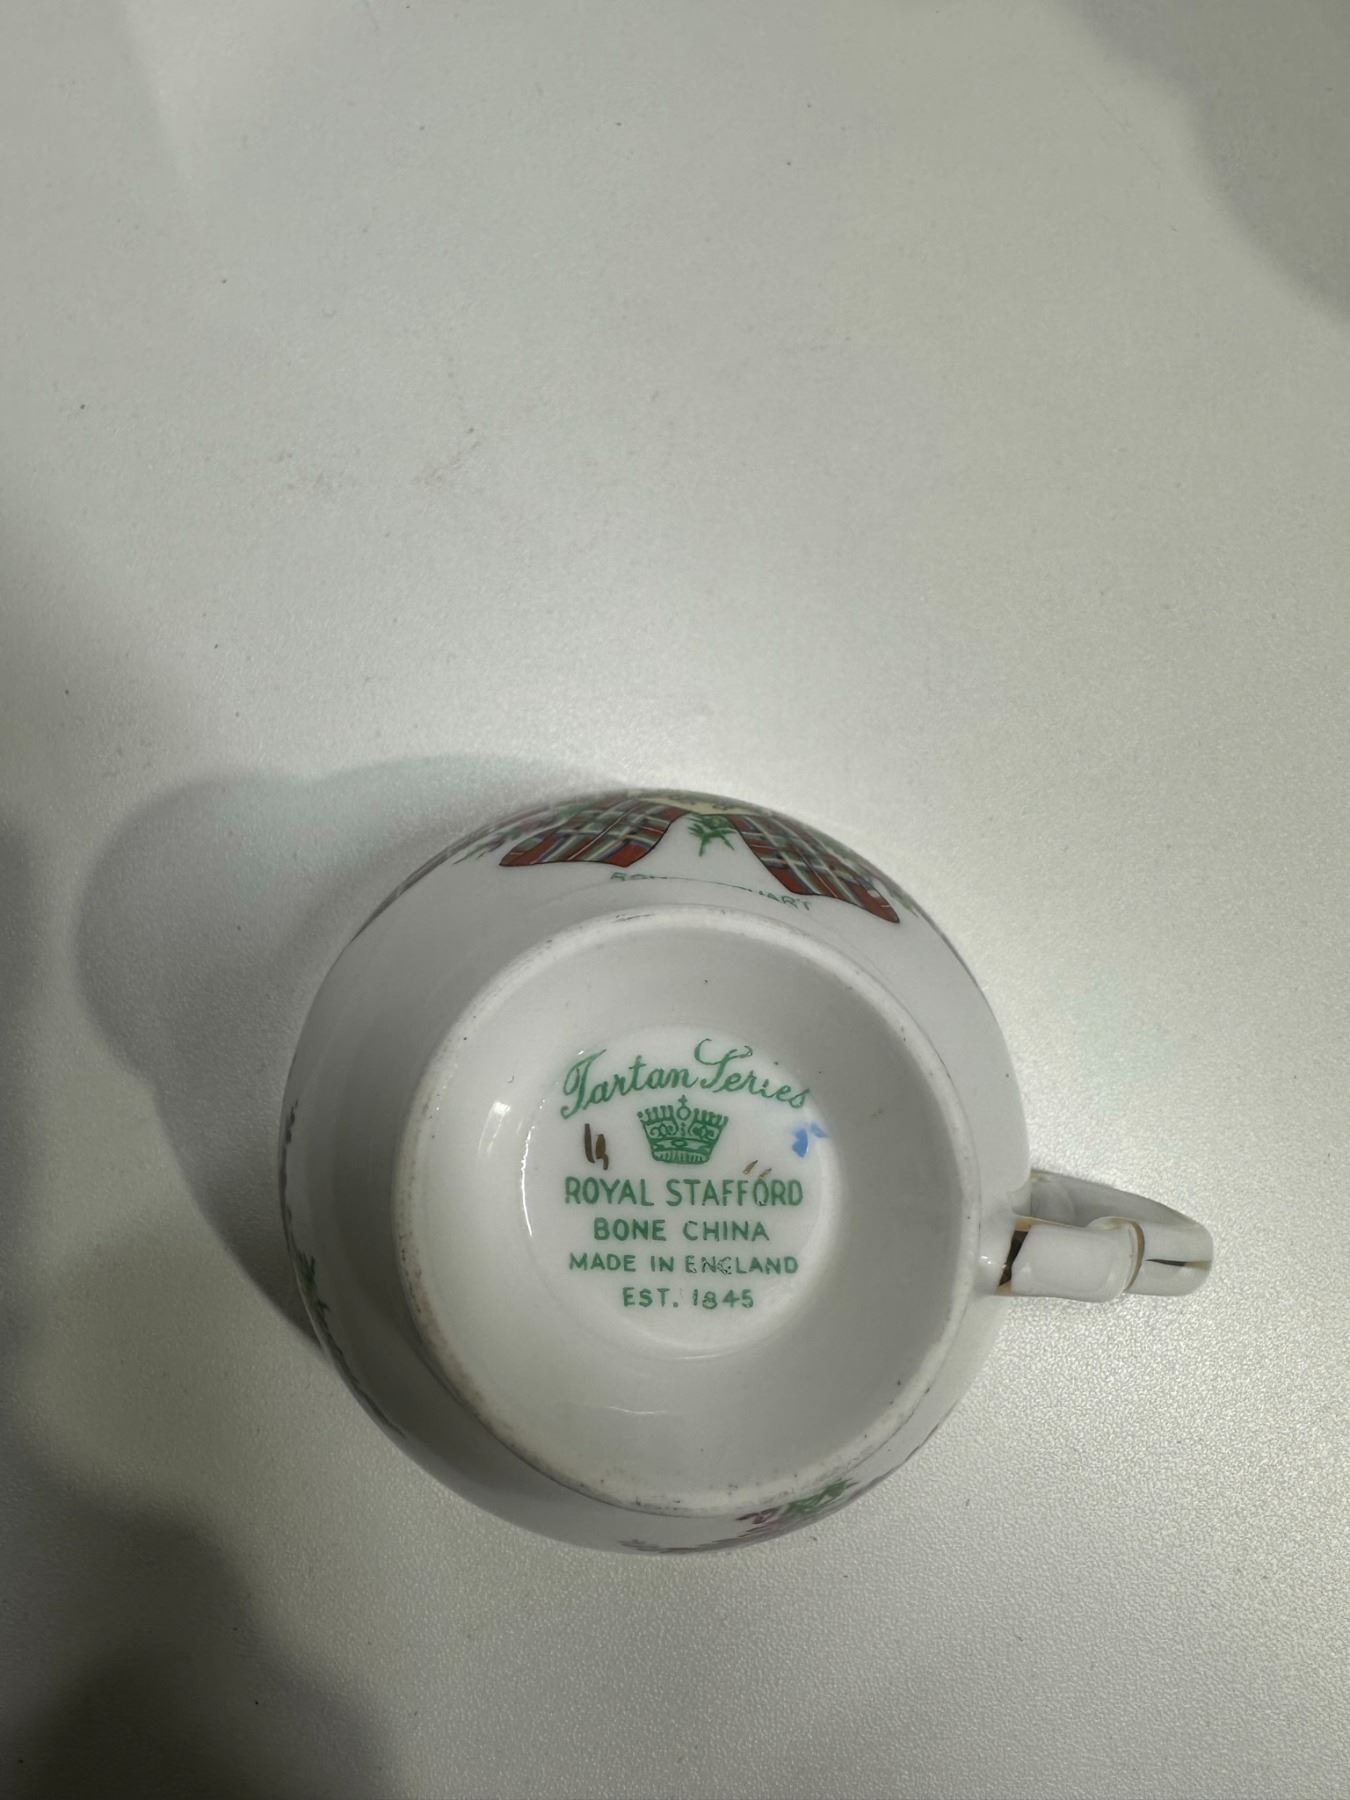 Tartan Series
ROYAL STAFFORD
BONE CHINA
MADE IN ENGLAND
EST. 1845